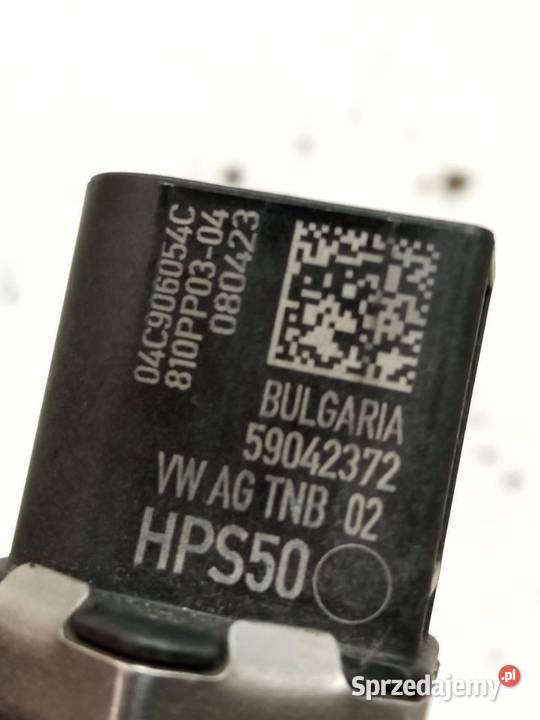 04C906054C
810PP03-04
080423
BULGARIA
59042372
VW AG TNB 02
HPS50
Sprzedajemy.pl